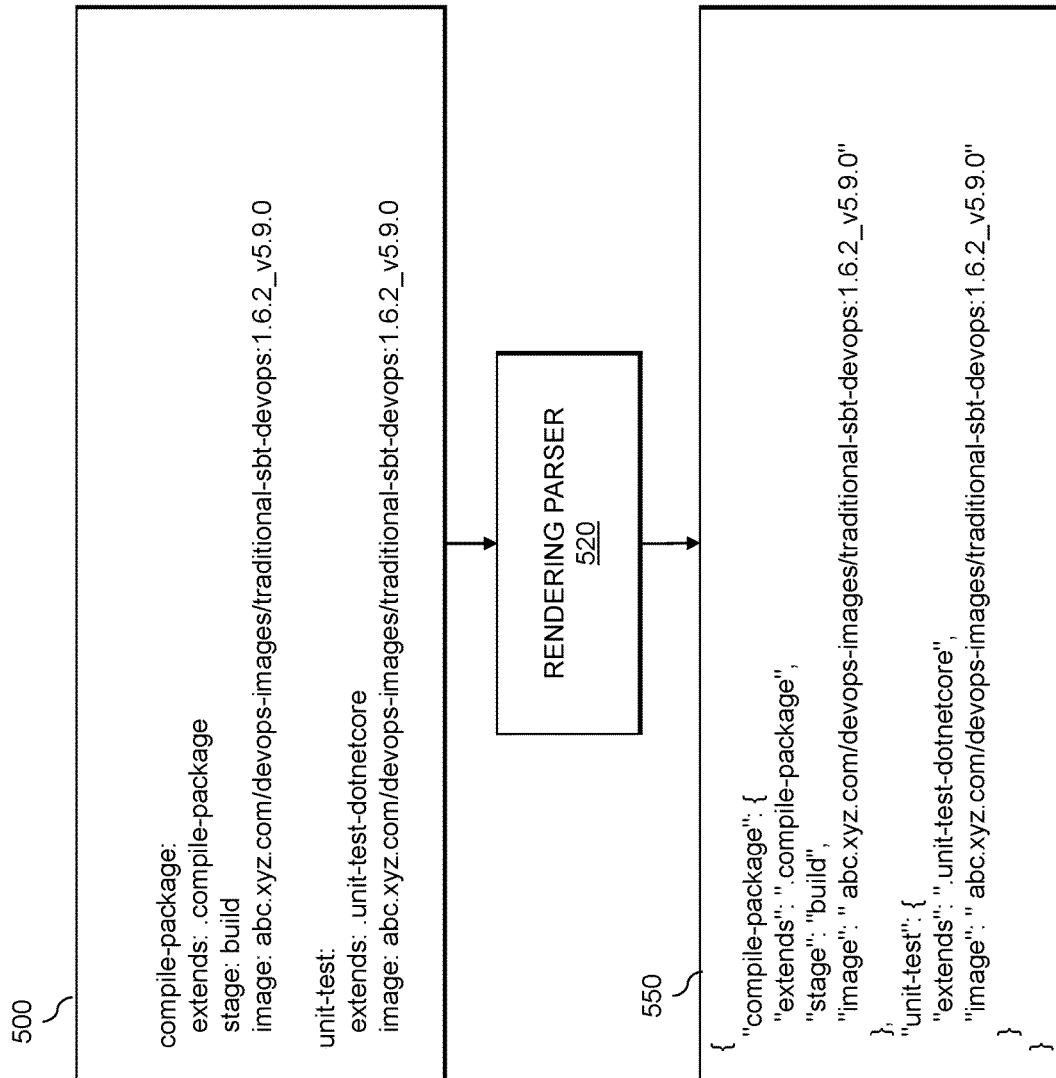 500
compile-package:
extends: .compile-package
stage: build
image: abc.xyz.com/devops-images/traditional-sbt-devops:1.6.2_v5.9.0
unit-test:
extends: .unit-test-dotnetcore
image: abc.xyz.com/devops-images/traditional-sbt-devops:1.6.2_v5.9.0
RENDERING PARSER
520
550
{
"compile-package": {
"extends": ".compile-package",
"stage": "build",
"image": " abc.xyz.com/devops-images/traditional-sbt-devops:1.6.2_v5.9.0"
},
"unit-test": {
"extends": ".unit-test-dotnetcore",
"image": " abc.xyz.com/devops-images/traditional-sbt-devops:1.6.2_v5.9.0"
}
}